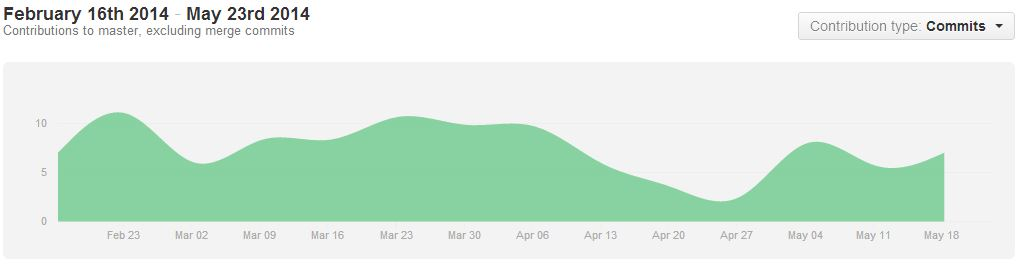 February 16th 2014 - May 23rd 2014
Contributions to master, excluding merge commits
Contribution type: Commits
10
5
0
Feb 23 Mar 02 Mar 09 Mar 16 Mar 23 Mar 30 Apr 06 Apr 13 Apr 20 Apr 27 May 04 May 11 May 18